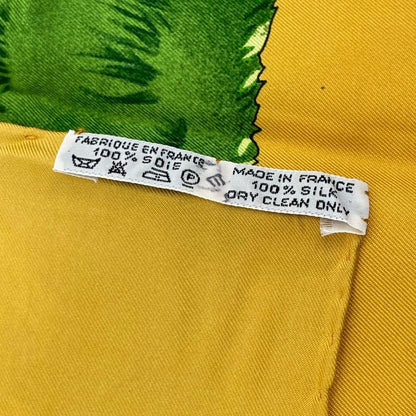 FABRIQUE EN FRANCE
100% SOIE
MADE IN FRANCE
100% SILK
DRY CLEAN ONLY